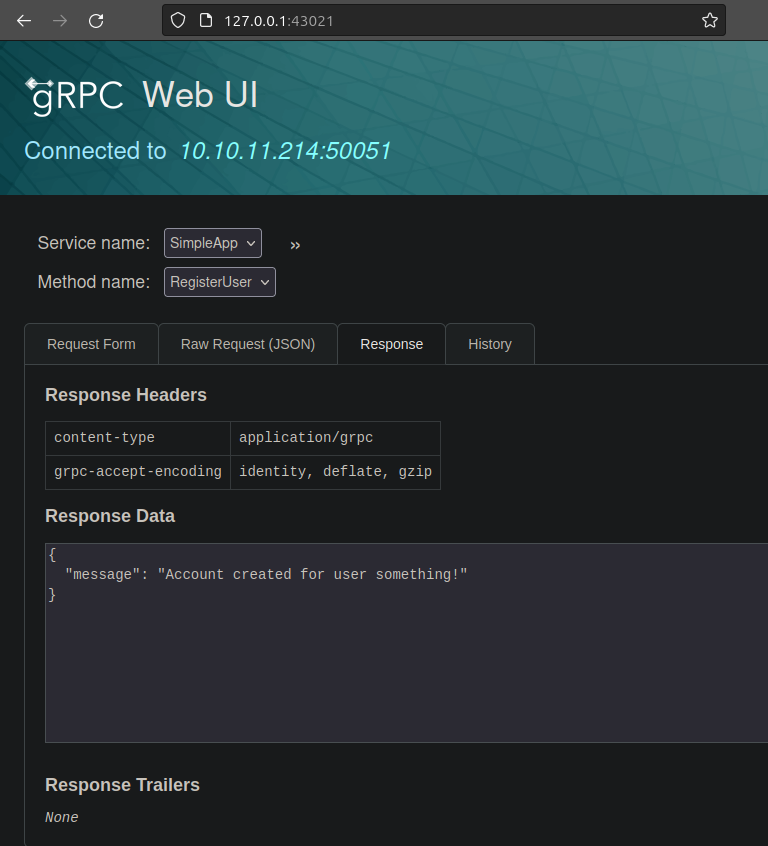 127.0.0.1:43021
gRPC Web UI
Connected to 10.10.11.214:50051
Service name: SimpleApp »
Method name: RegisterUser
Request Form Raw Request (JSON) Response History
Response Headers
content-type application/grpc
grpc-accept-encoding identity, deflate, gzip
Response Data
{
"message": "Account created for user something!"
}
Response Trailers
None